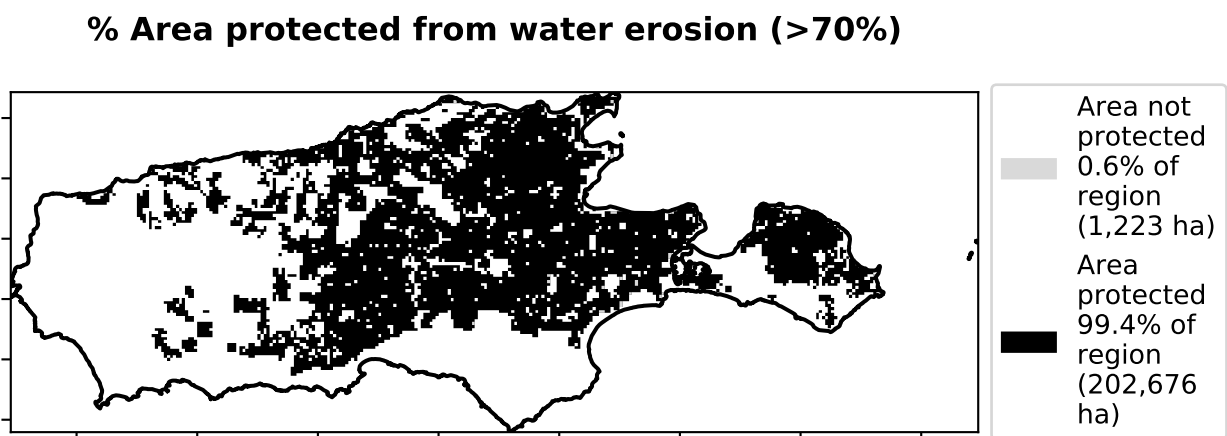 % Area protected from water erosion (>70%)
Area not
protected
0.6% of
region
(1,223 ha)
Area
protected
99.4% of
region
(202,676
ha)